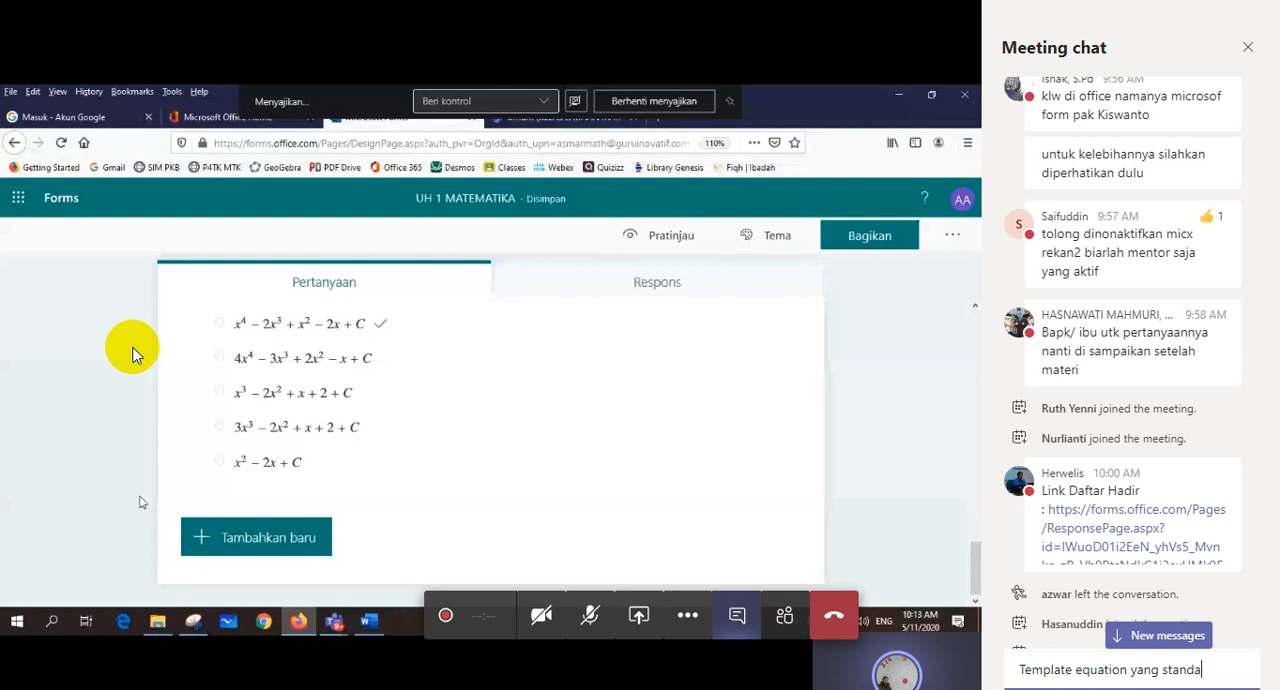 Meeting chat
Ishak, S.Pd 9:56 AM
klw di office namanya microsof
form pak Kiswanto
untuk kelebihannya silahkan
diperhatikan dulu
Saifuddin 9:57 AM 1
tolong dinonaktifkan micx
rekan2 biarlah mentor saja
yang aktif
HASNAWATI MAHMURI, ... 9:58 AM
Bapk/ ibu utk pertanyaannya
nanti di sampaikan setelah
materi
Ruth Yenni joined the meeting.
Nurlianti joined the meeting.
Herwelis 10:00 AM
Link Daftar Hadir
: https://forms.office.com/Pages
/ResponsePage.aspx?
id=IWuoD01i2EeN_yhVs5_Mvn
azwar left the conversation.
Hasanuddin
New messages
Template equation yang standa
File Edit View History Bookmarks Tools Help
Menyajikan... Beri kontrol Berhenti menyajikan
Masuk - Akun Google Microsoft Office
https://forms.office.com/Pages/DesignPage.aspx?auth_pvr=OrgId&auth_upn=asmarmath@guruinovatif.com 110%
Getting Started Gmail SIM PKB P4TK MTK GeoGebra PDF Drive Office 365 Desmos Classes Webex Quizizz Library Genesis Fiqh | Ibadah
Forms UH 1 MATEMATIKA - Disimpan ? AA
Pratinjau Tema Bagikan ...
Pertanyaan Respons
x⁴ − 2x³ + x² − 2x + C
4x⁴ − 3x³ + 2x² − x + C
x³ − 2x² + x + 2 + C
3x³ − 2x² + x + 2 + C
x² − 2x + C
+ Tambahkan baru
--:--
ENG 10:13 AM
5/11/2020